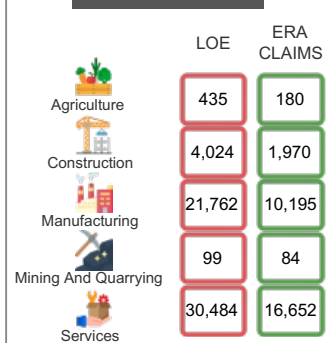 LOE
ERA
CLAIMS
Agriculture
435
180
Construction
4,024
1,970
Manufacturing
21,762
10,195
Mining And Quarrying
99
84
Services
30,484
16,652